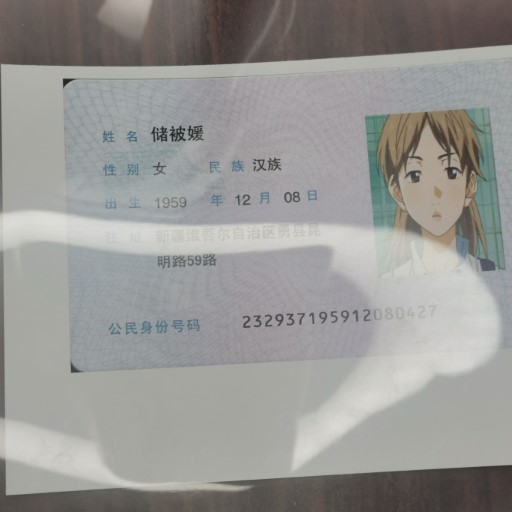 姓名 储被媛
性别 女 民族 汉族
出生 1959 年 12 月 08 日
住址 新疆维吾尔自治区勇县昆
明路59路
公民身份号码 232937195912080427